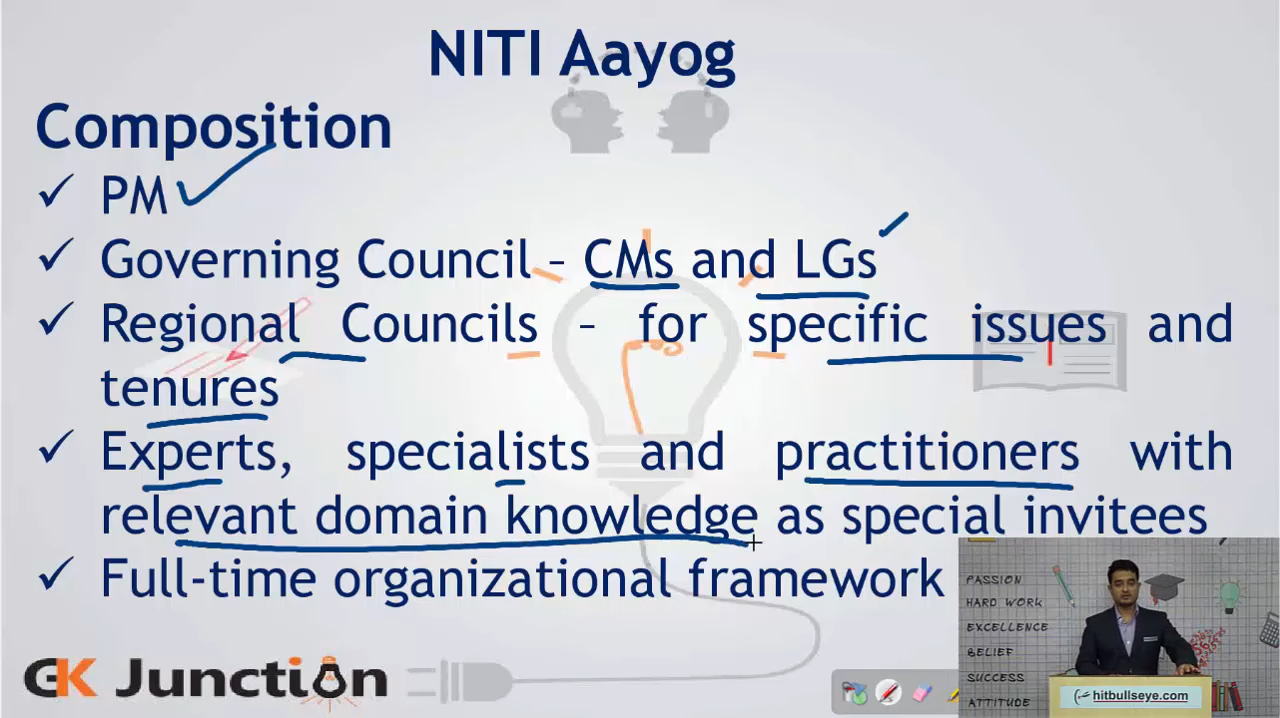 NITI Aayog
Composition
✓ PM
✓ Governing Council – CMs and LGs
✓ Regional Councils – for specific issues and
tenures
✓ Experts, specialists and practitioners with
relevant domain knowledge as special invitees
✓ Full-time organizational framework
GK Junction
PASSION
HARD WORK
EXCELLENCE
BELIEF
SUCCESS
ATTITUDE
hitbullseye.com